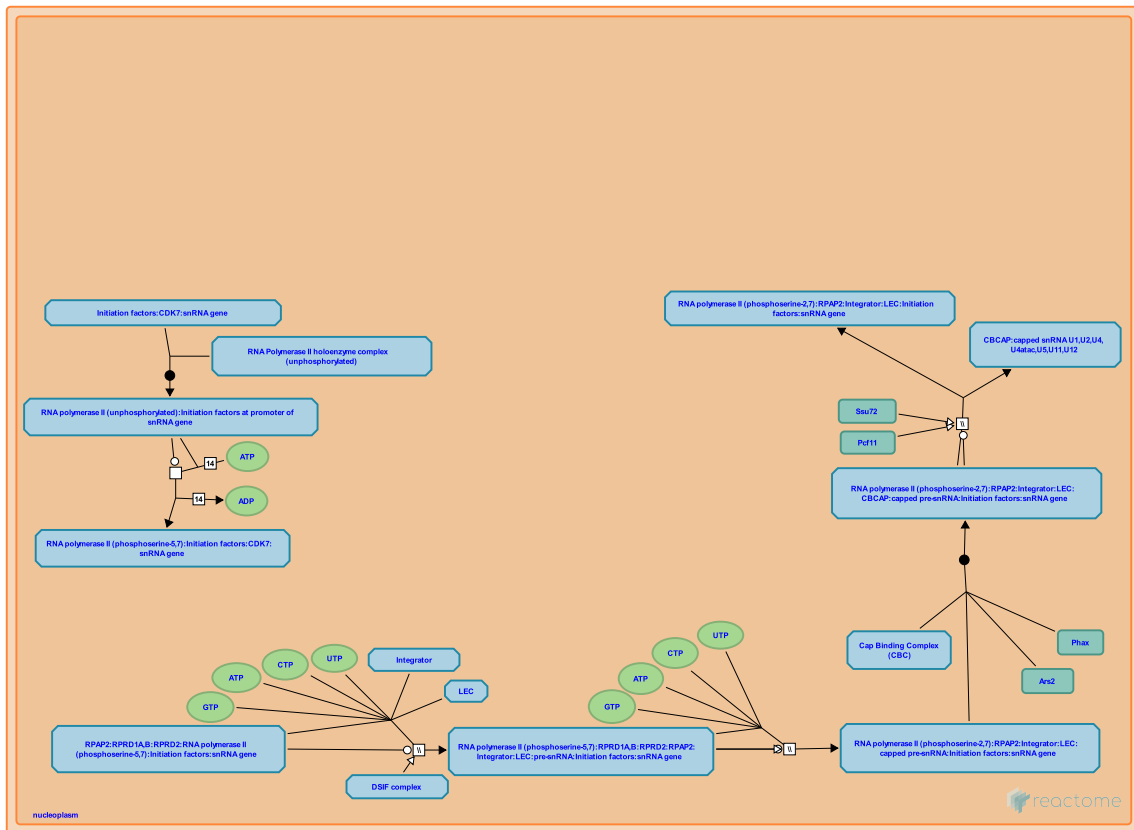 Initiation factors:CDK7:snRNA gene
RNA Polymerase II holoenzyme complex
(unphosphorylated)
RNA polymerase II (unphosphorylated):Initiation factors at promoter of
snRNA gene
14
ATP
14
ADP
RNA polymerase II (phosphoserine-5,7):Initiation factors:CDK7:
snRNA gene
RNA polymerase II (phosphoserine-2,7):RPAP2:Integrator:LEC:Initiation
factors:snRNA gene
CBCAP:capped snRNA U1,U2,U4,
U4atac,U5,U11,U12
Ssu72
\\
Pcf11
RNA polymerase II (phosphoserine-2,7):RPAP2:Integrator:LEC:
CBCAP:capped pre-snRNA:Initiation factors:snRNA gene
Cap Binding Complex
(CBC)
Phax
Ars2
UTP
CTP
ATP
GTP
Integrator
LEC
RPAP2:RPRD1A,B:RPRD2:RNA polymerase II
(phosphoserine-5,7):Initiation factors:snRNA gene
\\
DSIF complex
UTP
CTP
ATP
GTP
RNA polymerase II (phosphoserine-5,7):RPRD1A,B:RPRD2:RPAP2:
Integrator:LEC:pre-snRNA:Initiation factors:snRNA gene
\\
RNA polymerase II (phosphoserine-2,7):RPAP2:Integrator:LEC:
capped pre-snRNA:Initiation factors:snRNA gene
nucleoplasm
reactome